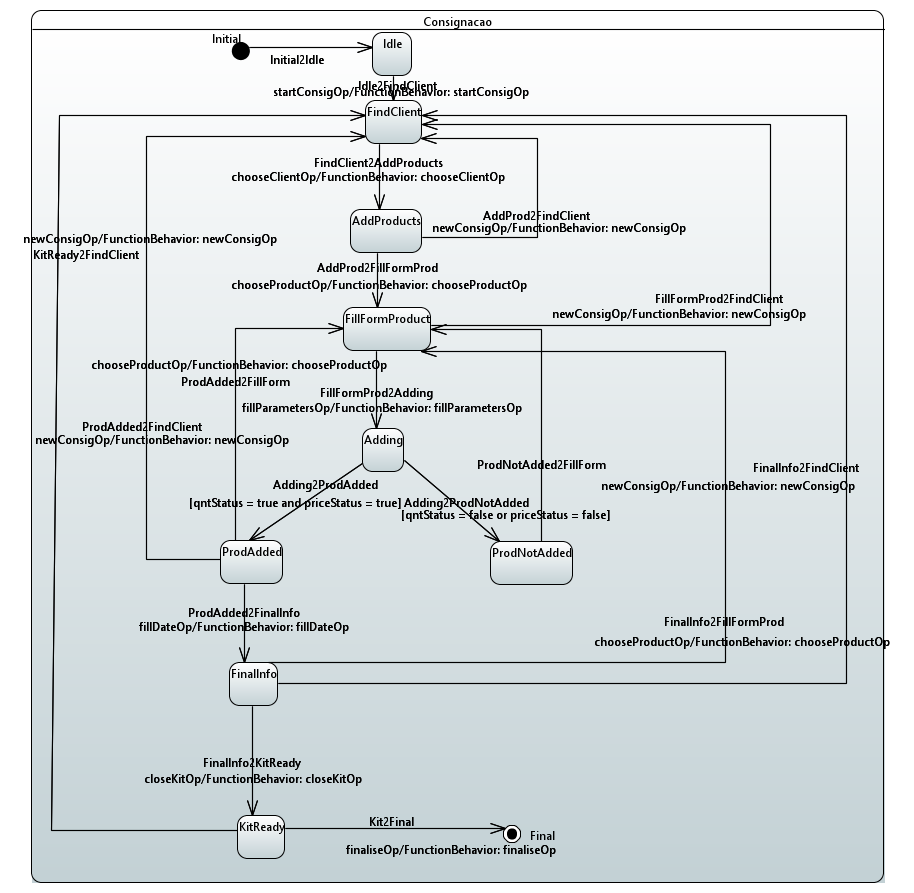 Consignacao
Initial
Idle
Initial2Idle
Idle2FindClient
startConsigOp/FunctionBehavior: startConsigOp
FindClient
FindClient2AddProducts
chooseClientOp/FunctionBehavior: chooseClientOp
AddProducts
AddProd2FindClient
newConsigOp/FunctionBehavior: newConsigOp
newConsigOp/FunctionBehavior: newConsigOp
KitReady2FindClient
AddProd2FillFormProd
chooseProductOp/FunctionBehavior: chooseProductOp
FillFormProd2FindClient
newConsigOp/FunctionBehavior: newConsigOp
FillFormProduct
chooseProductOp/FunctionBehavior: chooseProductOp
ProdAdded2FillForm
FillFormProd2Adding
fillParametersOp/FunctionBehavior: fillParametersOp
ProdAdded2FindClient
newConsigOp/FunctionBehavior: newConsigOp
Adding
ProdNotAdded2FillForm
FinalInfo2FindClient
newConsigOp/FunctionBehavior: newConsigOp
Adding2ProdAdded
[qntStatus = true and priceStatus = true]
Adding2ProdNotAdded
[qntStatus = false or priceStatus = false]
ProdAdded
ProdNotAdded
ProdAdded2FinalInfo
fillDateOp/FunctionBehavior: fillDateOp
FinalInfo2FillFormProd
chooseProductOp/FunctionBehavior: chooseProductOp
FinalInfo
FinalInfo2KitReady
closeKitOp/FunctionBehavior: closeKitOp
KitReady
Kit2Final
Final
finaliseOp/FunctionBehavior: finaliseOp